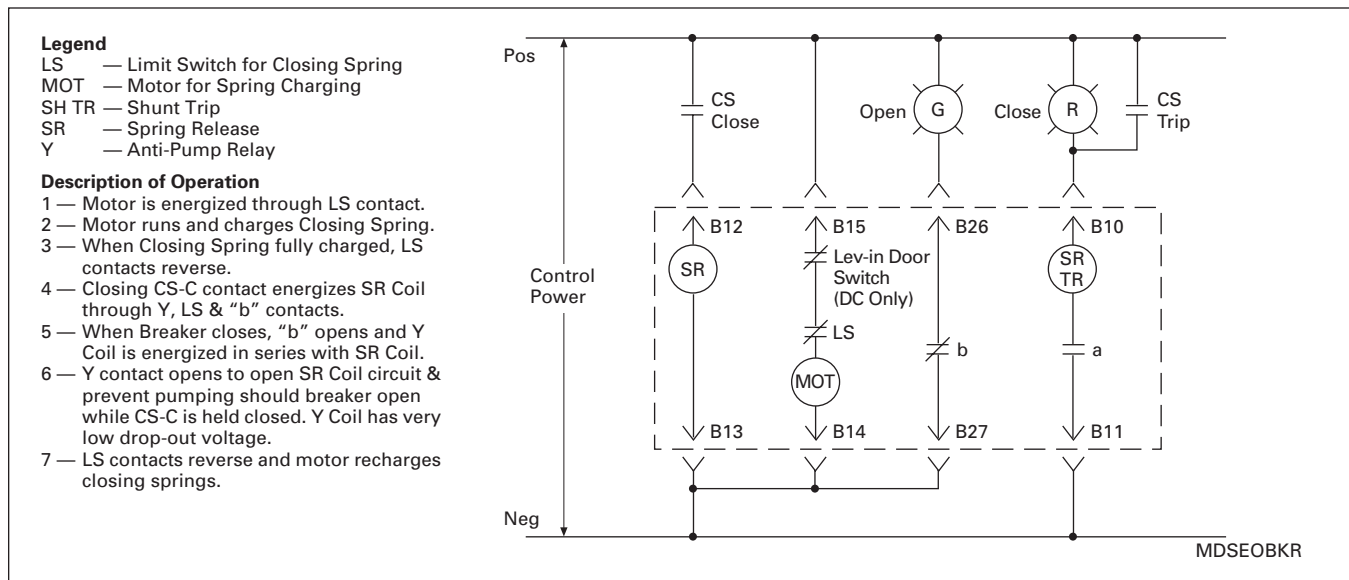 Legend
LS — Limit Switch for Closing Spring
MOT — Motor for Spring Charging
SH TR — Shunt Trip
SR — Spring Release
Y — Anti-Pump Relay
Description of Operation
1 — Motor is energized through LS contact.
2 — Motor runs and charges Closing Spring.
3 — When Closing Spring fully charged, LS
contacts reverse.
4 — Closing CS-C contact energizes SR Coil
through Y, LS & “b” contacts.
5 — When Breaker closes, “b” opens and Y
Coil is energized in series with SR Coil.
6 — Y contact opens to open SR Coil circuit &
prevent pumping should breaker open
while CS-C is held closed. Y Coil has very
low drop-out voltage.
7 — LS contacts reverse and motor recharges
closing springs.
Pos
CS
Close
Open
G
Close
R
CS
Trip
Control
Power
B12
B15
B26
B10
SR
Lev-in Door
Switch
(DC Only)
SR
TR
LS
b
a
MOT
B13
B14
B27
B11
Neg
MDSEOBKR